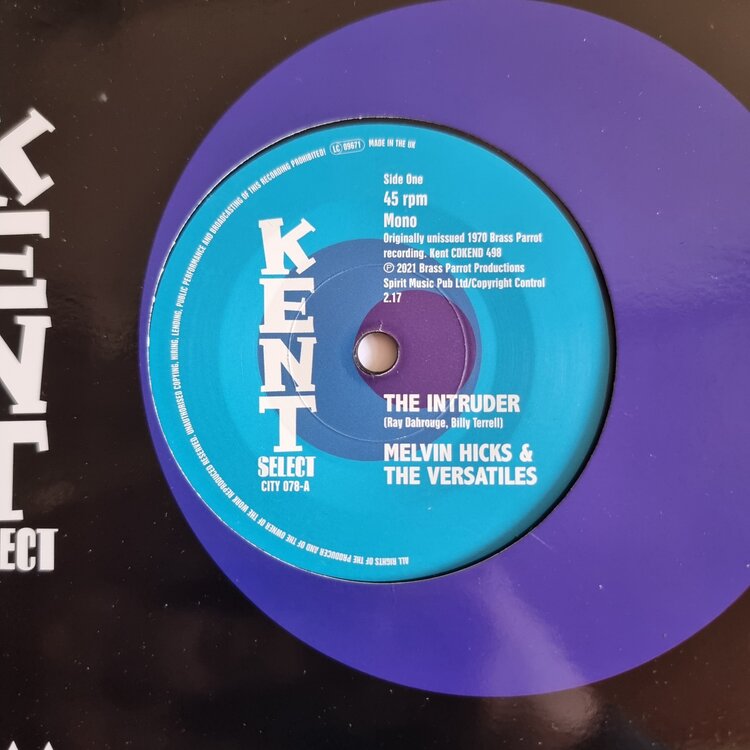 KENT
SELECT
ALL RIGHTS OF THE PRODUCER AND OF THE OWNER OF THE WORK REPRODUCED RESERVED. UNAUTHORISED COPYING, HIRING, LENDING, PUBLIC PERFORMANCE AND BROADCASTING OF THIS RECORDING PROHIBITED! LC 09671 MADE IN THE UK
Side One
45 rpm
Mono
Originally unissued 1970 Brass Parrot
recording. Kent CDKEND 498
℗ 2021 Brass Parrot Productions
Spirit Music Pub Ltd/Copyright Control
2.17
KENT
SELECT
CITY 078-A
THE INTRUDER
(Ray Dahrouge, Billy Terrell)
MELVIN HICKS &
THE VERSATILES